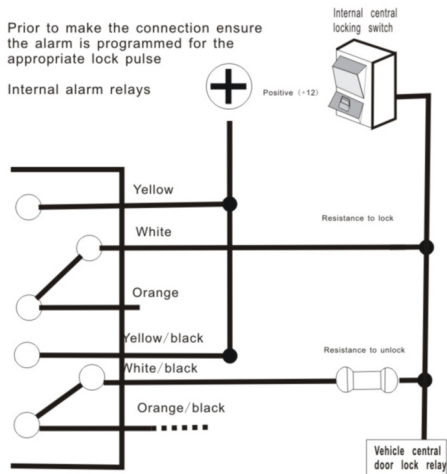 Prior to make the connection ensure
the alarm is programmed for the
appropriate lock pulse
Internal alarm relays
Internal central
locking switch
Positive (+12)
Yellow
White
Resistance to lock
Orange
Yellow/black
Resistance to unlock
White/black
Orange/black
Vehicle central
door lock relay